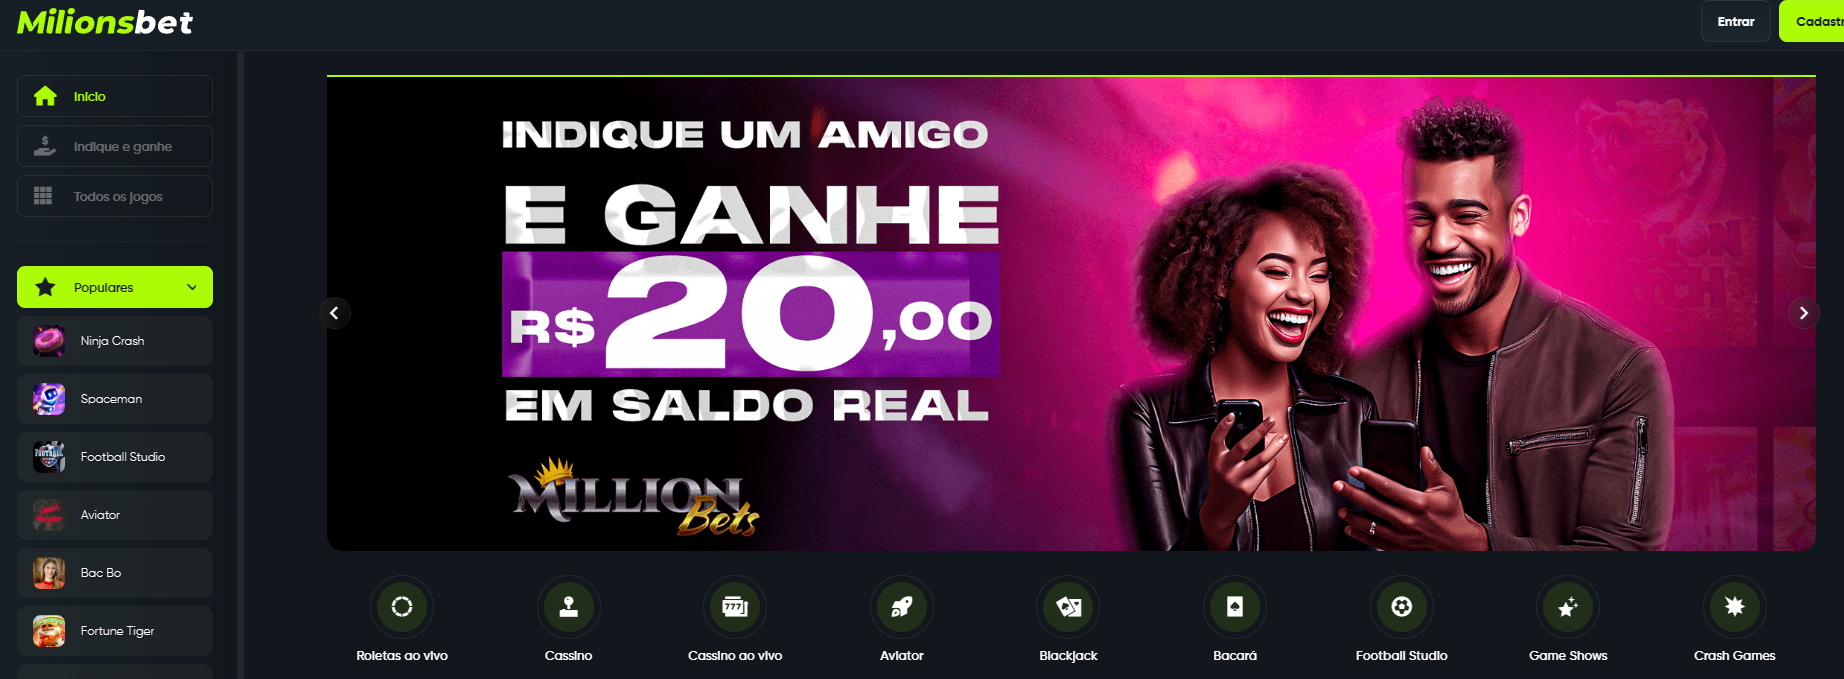 Milionsbet
Entrar
Cadastr
Início
Indique e ganhe
Todos os jogos
Populares
Ninja Crash
Spaceman
Football Studio
Aviator
Bac Bo
Fortune Tiger
INDIQUE UM AMIGO
E GANHE
R$20,00
EM SALDO REAL
MILLION
Bets
777
Roletas ao vivo
Cassino
Cassino ao vivo
Aviator
Blackjack
Bacará
Football Studio
Game Shows
Crash Games